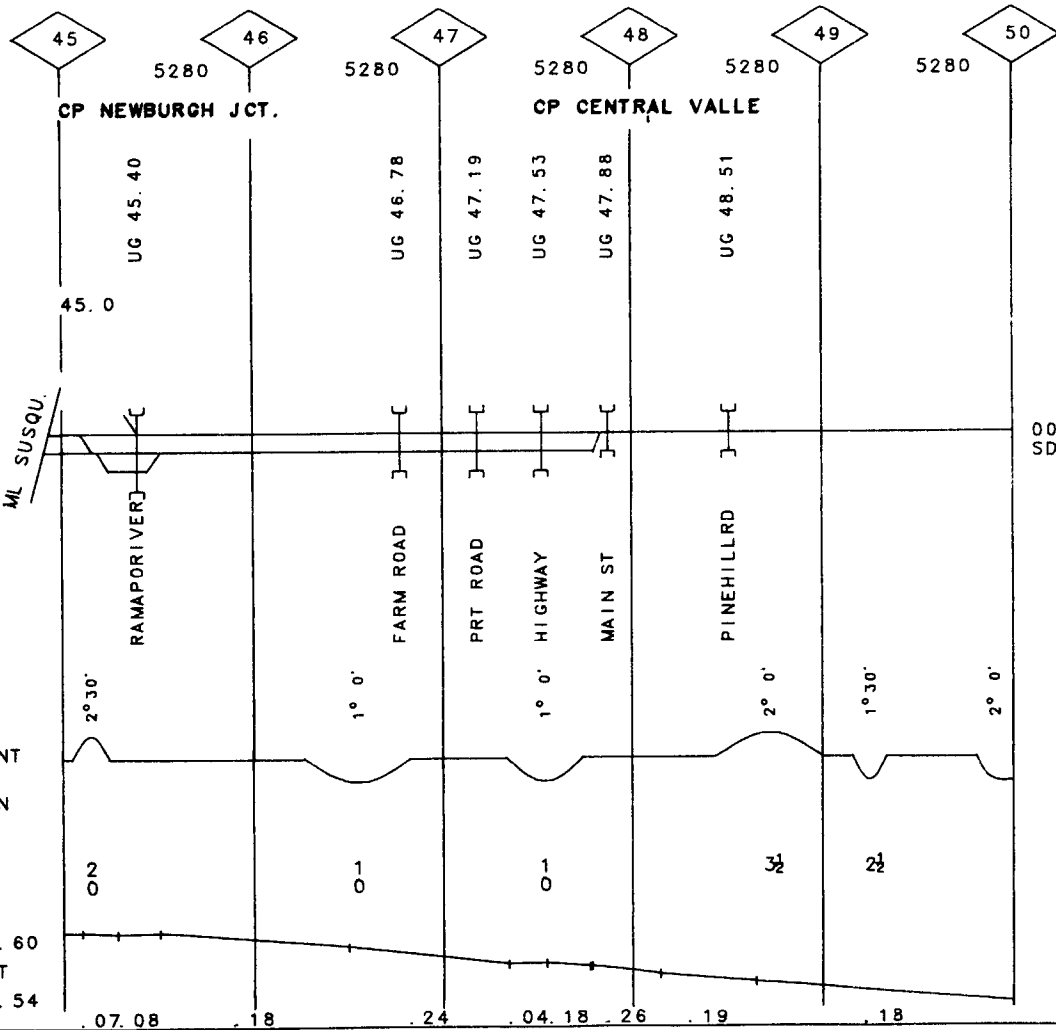 45 46 47 48 49 50
5280 5280 5280 5280 5280
CP NEWBURGH JCT. CP CENTRAL VALLE
UG 45.40 UG 46.78 UG 47.19 UG 47.53 UG 47.88 UG 48.51
45.0
ML SUSQU.
00
SD
RAMAPORIVER FARM ROAD PRT ROAD HIGHWAY MAIN ST PINEHILLRD
2° 30' 1° 0' 1° 0' 2° 0' 1° 30' 2° 0'
NT
N
2 1 1 3½ 2½
0 0 0
. 60
T
. 54
.07 .08 .18 .24 .04 .18 .26 .19 .18